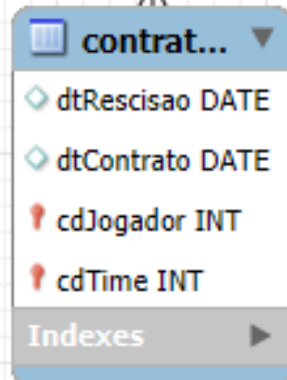 contrat...
dtRescisao DATE
dtContrato DATE
cdJogador INT
cdTime INT
Indexes